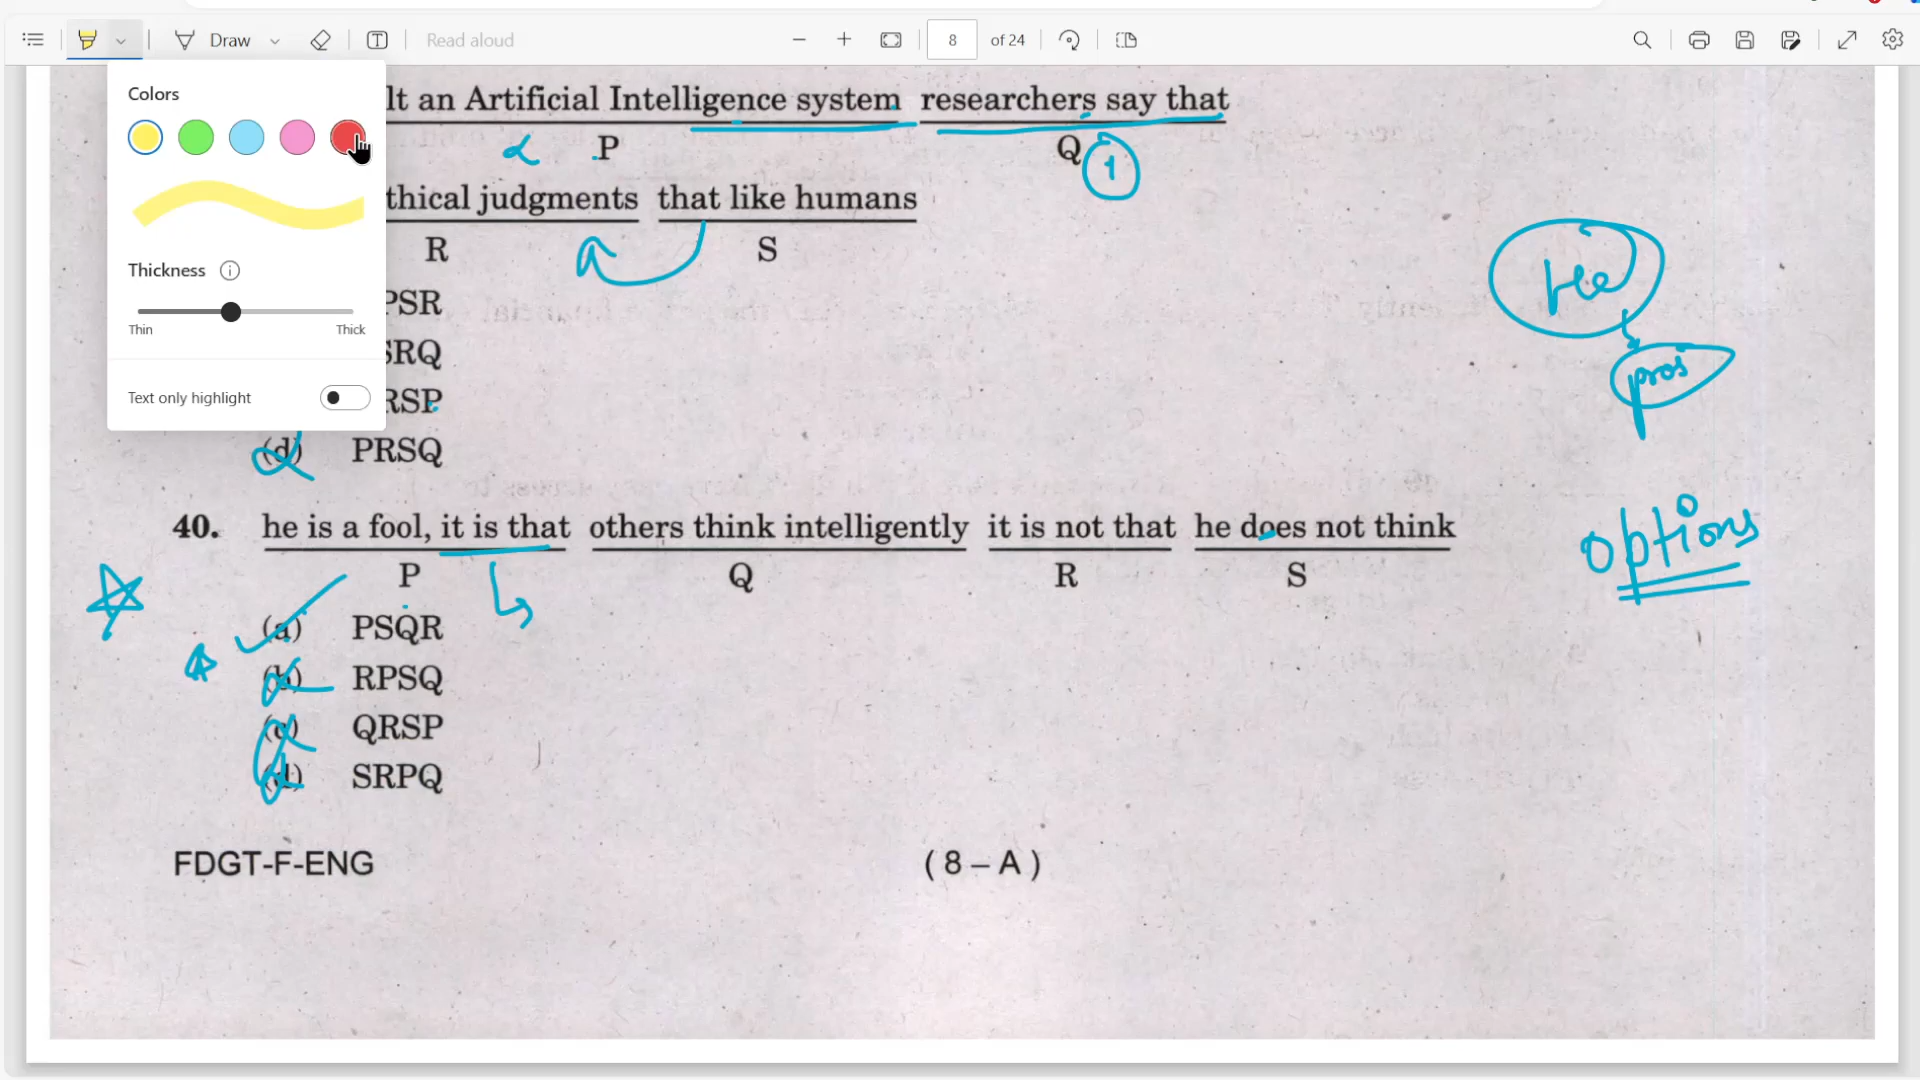 Draw
Read aloud
8 of 24
Colors
Thickness
Thin Thick
Text only highlight
lt an Artificial Intelligence system researchers say that
α P Q 1
thical judgments that like humans
R S
PSR
SRQ
RSP
(d) PRSQ
He
pros
options
40. he is a fool, it is that others think intelligently it is not that he does not think
P Q R S
(a) PSQR
(b) RPSQ
(c) QRSP
(d) SRPQ
FDGT-F-ENG (8 – A)